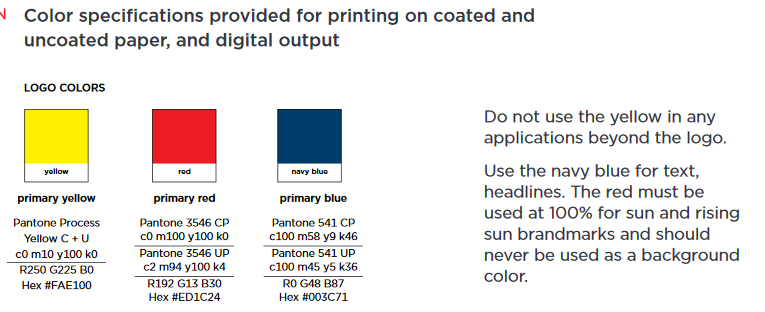 N
Color specifications provided for printing on coated and
uncoated paper, and digital output
LOGO COLORS
yellow
primary yellow
Pantone Process
Yellow C + U
c0 m10 y100 k0
R250 G225 B0
Hex #FAE100
red
primary red
Pantone 3546 CP
c0 m100 y100 k0
Pantone 3546 UP
c2 m94 y100 k4
R192 G13 B30
Hex #ED1C24
navy blue
primary blue
Pantone 541 CP
c100 m58 y9 k46
Pantone 541 UP
c100 m45 y5 k36
R0 G48 B87
Hex #003C71
Do not use the yellow in any
applications beyond the logo.
Use the navy blue for text,
headlines. The red must be
used at 100% for sun and rising
sun brandmarks and should
never be used as a background
color.